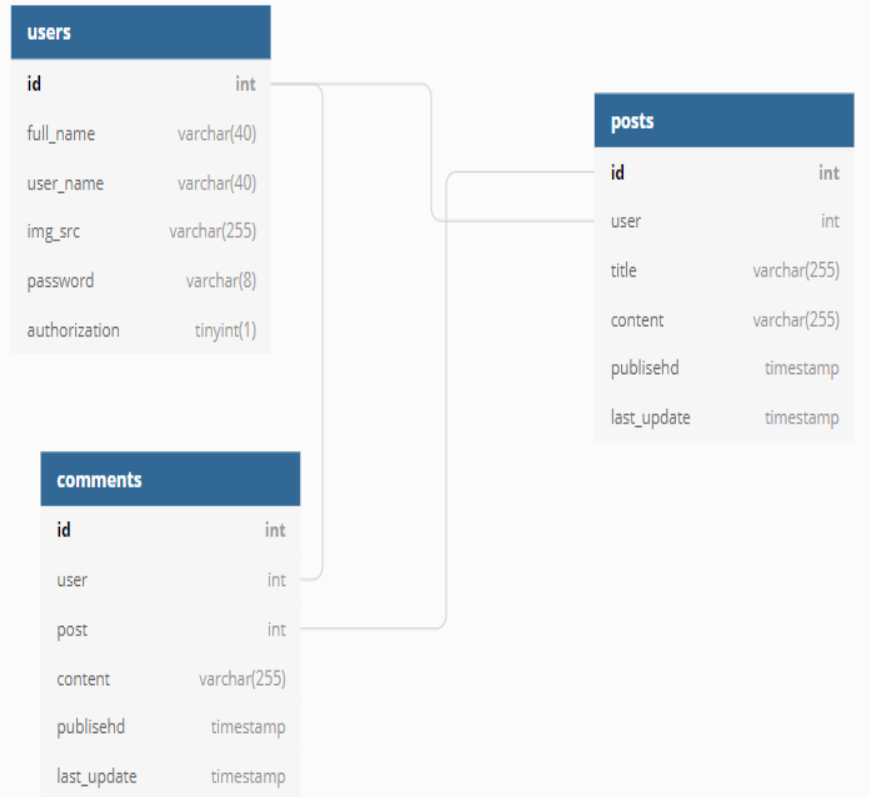 users
id int
full_name varchar(40)
user_name varchar(40)
img_src varchar(255)
password varchar(8)
authorization tinyint(1)
posts
id int
user int
title varchar(255)
content varchar(255)
publisehd timestamp
last_update timestamp
comments
id int
user int
post int
content varchar(255)
publisehd timestamp
last_update timestamp